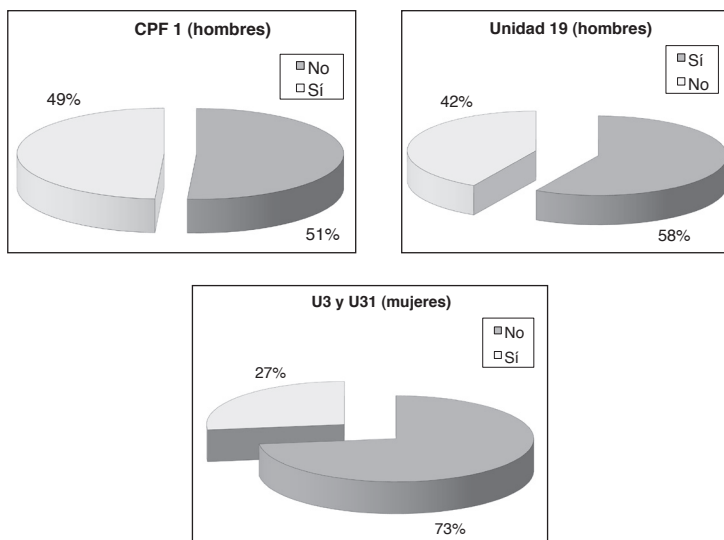 CPF 1 (hombres)
No
Sí
49%
51%
Unidad 19 (hombres)
Sí
No
42%
58%
U3 y U31 (mujeres)
No
Sí
27%
73%